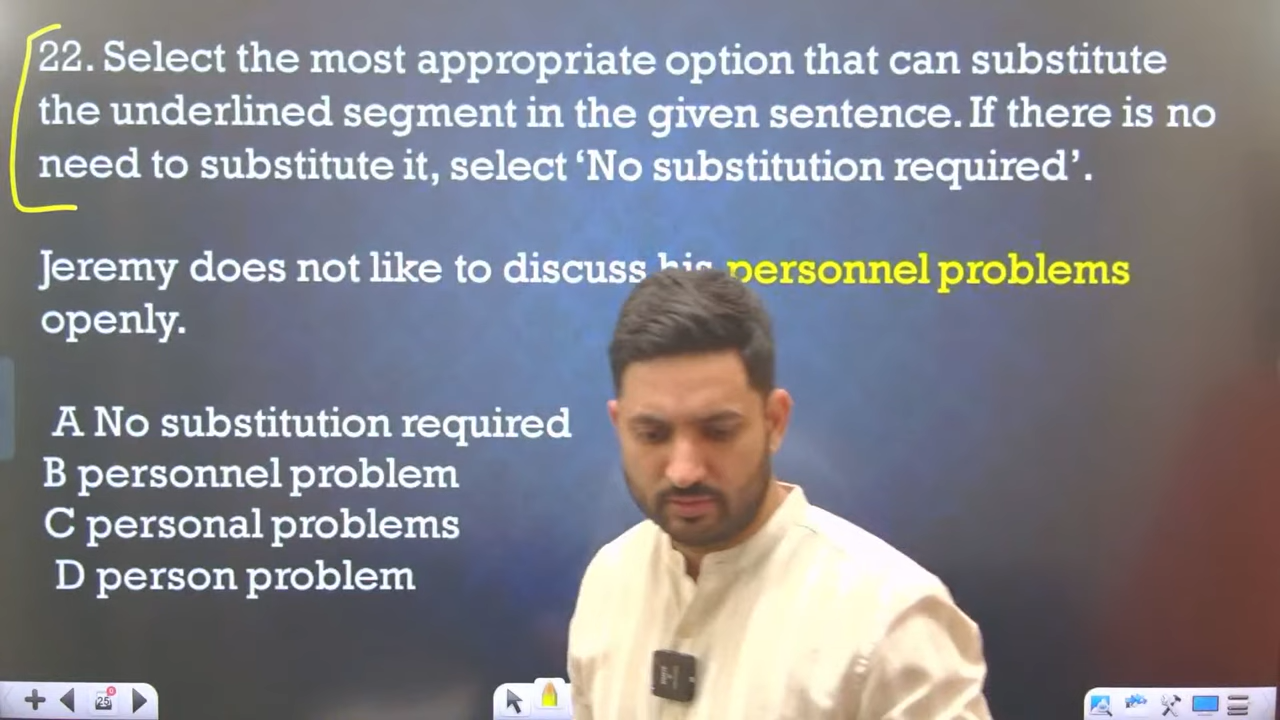 22. Select the most appropriate option that can substitute
the underlined segment in the given sentence. If there is no
need to substitute it, select ‘No substitution required’.
Jeremy does not like to discuss his personnel problems
openly.
A No substitution required
B personnel problem
C personal problems
D person problem
25